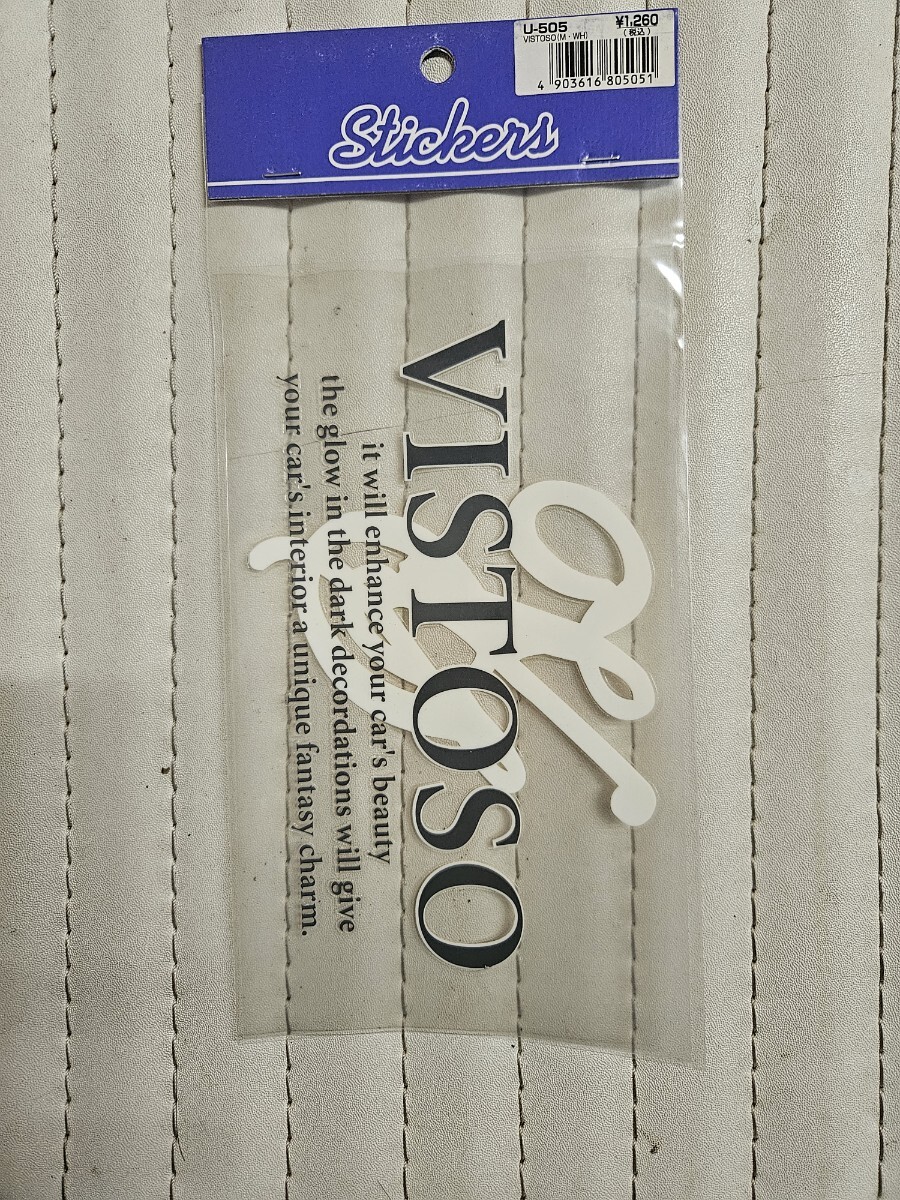 U-505 ¥1,260
VISTOSO(M・WH) (税込)
4 903616 805051
Stickers
VISTOSO
it will enhance your car's beauty
the glow in the dark decordations will give
your car's interior a unique fantasy charm.